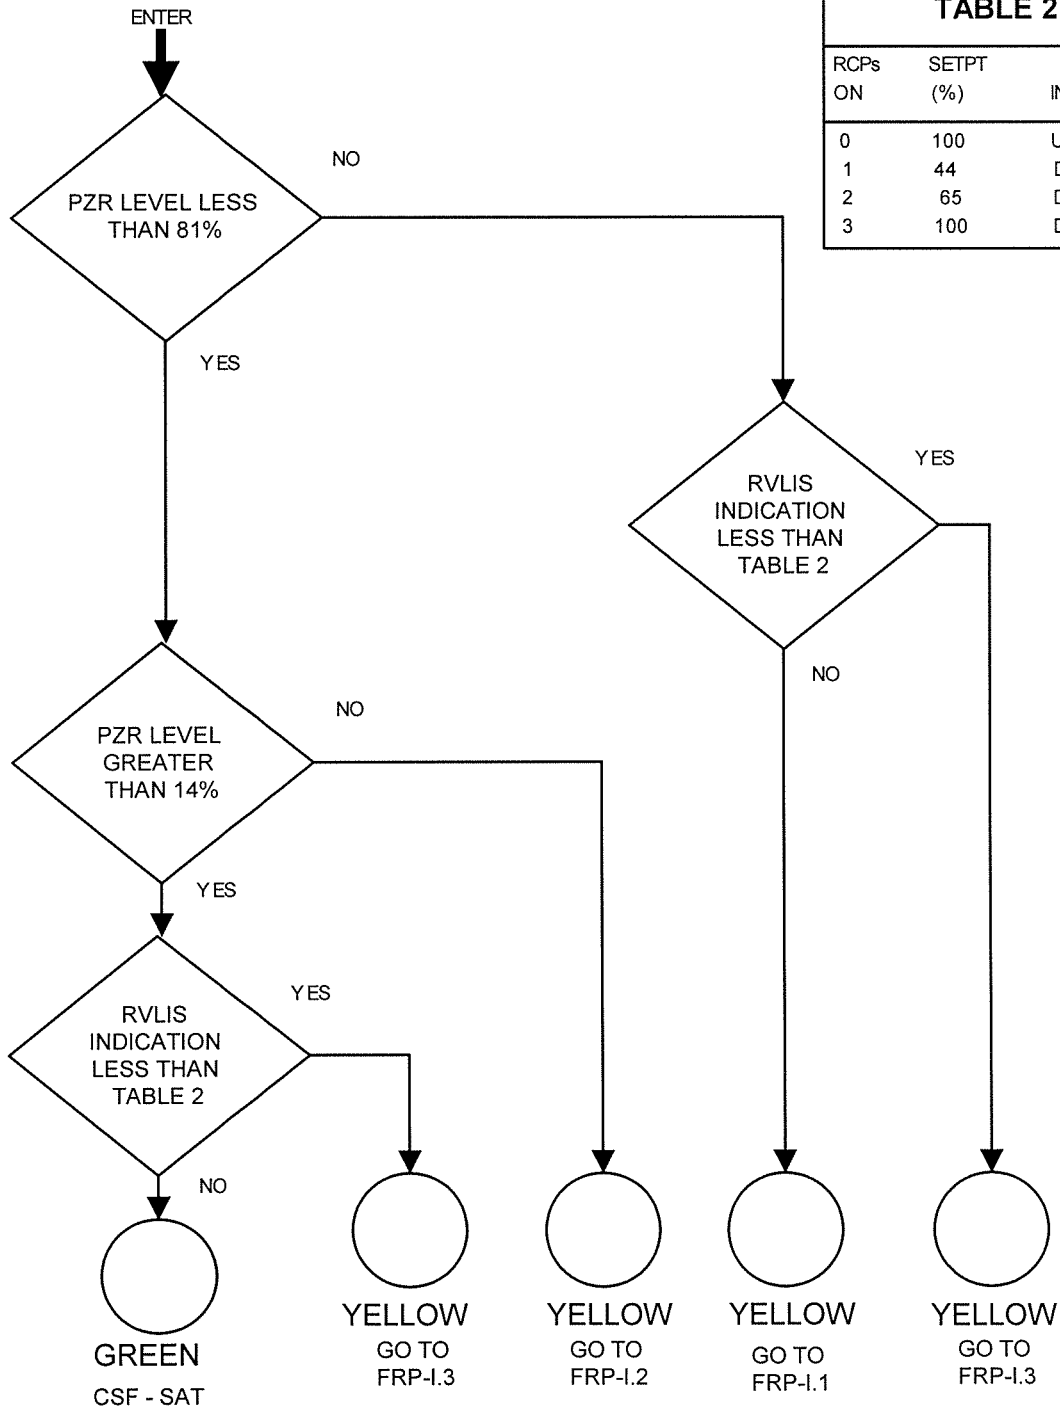 ENTER
TABLE 2
RCPs SETPT
ON (%)
0 100
1 44
2 65
3 100
PZR LEVEL LESS
THAN 81%
NO
YES
RVLIS
INDICATION
LESS THAN
TABLE 2
YES
NO
PZR LEVEL
GREATER
THAN 14%
NO
YES
RVLIS
INDICATION
LESS THAN
TABLE 2
YES
NO
GREEN
CSF - SAT
YELLOW
GO TO
FRP-I.3
YELLOW
GO TO
FRP-I.2
YELLOW
GO TO
FRP-I.1
YELLOW
GO TO
FRP-I.3